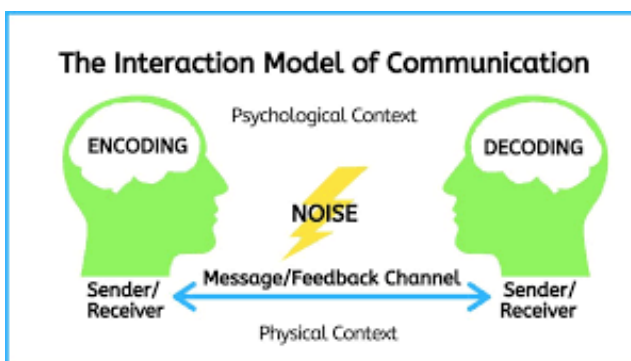 The Interaction Model of Communication
Psychological Context
ENCODING
DECODING
NOISE
Message/Feedback Channel
Sender/
Receiver
Sender/
Receiver
Physical Context